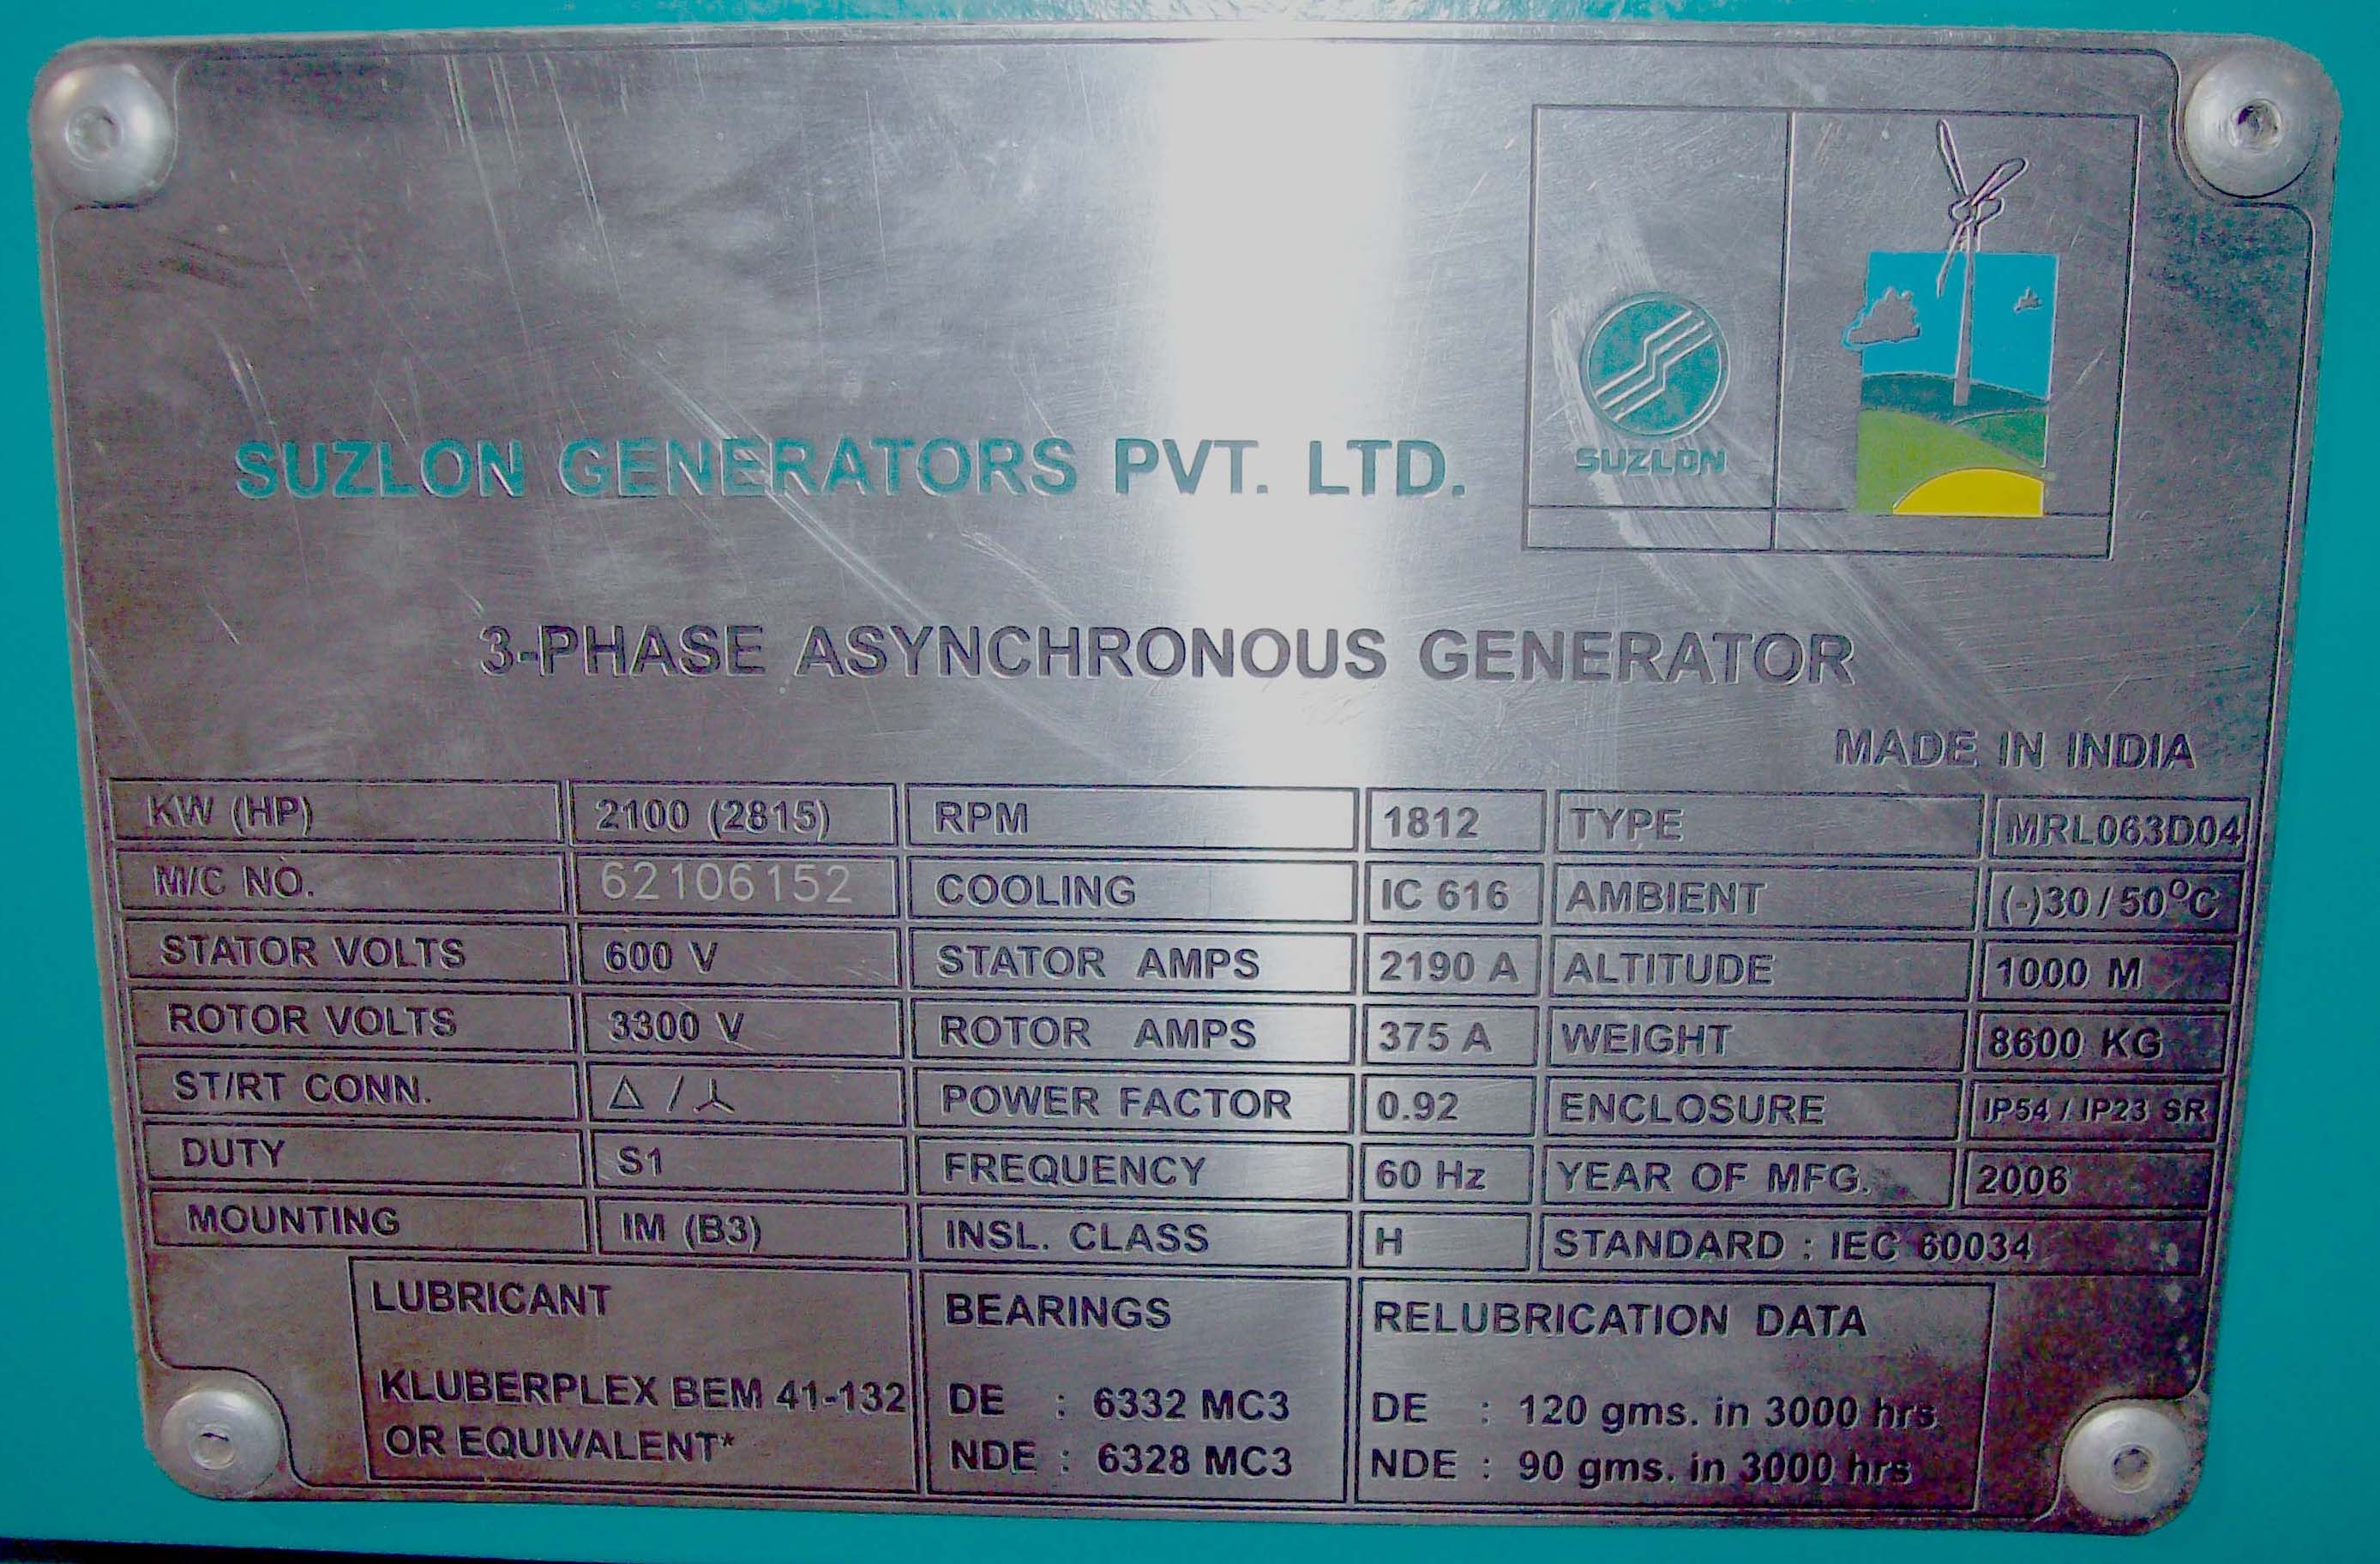 SUZLON
SUZLON GENERATORS PVT. LTD.
3-PHASE ASYNCHRONOUS GENERATOR
MADE IN INDIA
KW (HP) 2100 (2815) RPM 1812 TYPE MRL063D04
M/C NO. 62106152 COOLING IC 616 AMBIENT (-)30 / 50°C
STATOR VOLTS 600 V STATOR AMPS 2190 A ALTITUDE 1000 M
ROTOR VOLTS 3300 V ROTOR AMPS 375 A WEIGHT 8600 KG
ST/RT CONN. △ / ⅄ POWER FACTOR 0.92 ENCLOSURE IP54 / IP23 SR
DUTY S1 FREQUENCY 60 Hz YEAR OF MFG. 2006
MOUNTING IM (B3) INSL. CLASS H STANDARD : IEC 60034
LUBRICANT BEARINGS RELUBRICATION DATA
KLUBERPLEX BEM 41-132 DE : 6332 MC3 DE : 120 gms. in 3000 hrs
OR EQUIVALENT* NDE : 6328 MC3 NDE : 90 gms. in 3000 hrs